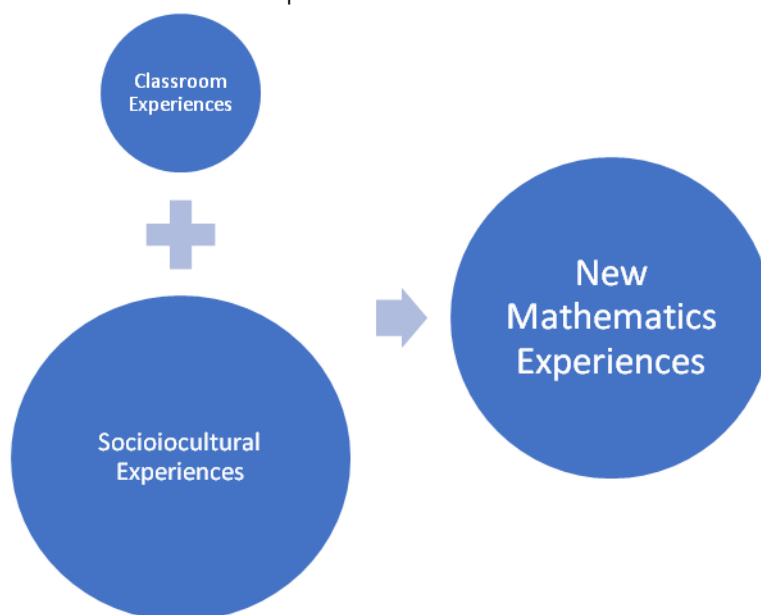 Classroom
Experiences
Socioiocultural
Experiences
New
Mathematics
Experiences